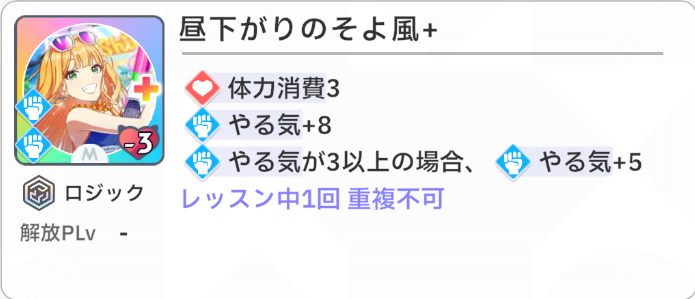 昼下がりのそよ風+
体力消費3
やる気+8
やる気が3以上の場合、 やる気+5
レッスン中1回 重複不可
-3
M
ロジック
解放PLv -